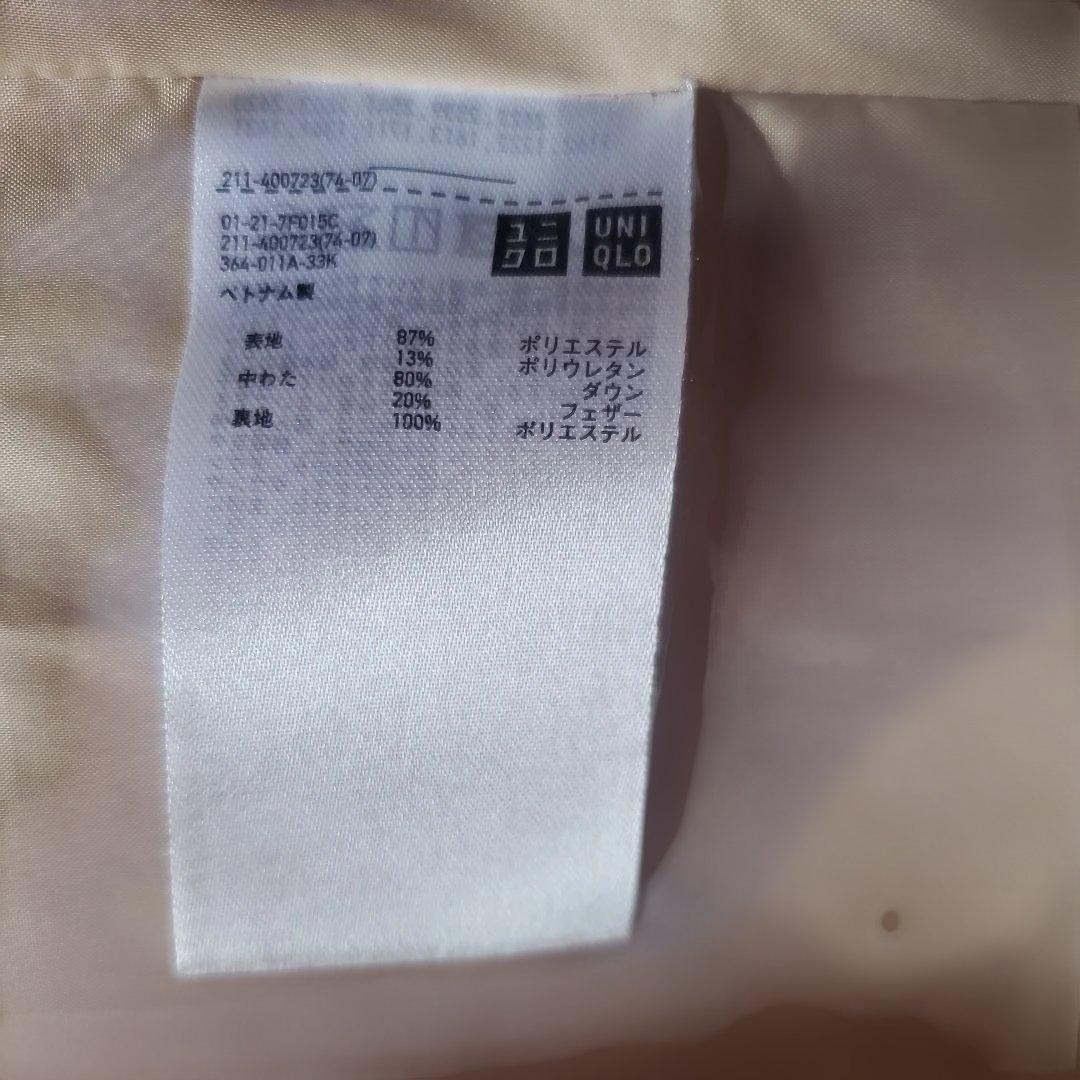 211-400723(74-07)
01-21-7F015C
211-400723(74-07)
364-011A-33K
ベトナム製
ユニ
クロ
UNI
QLO
表地 87% ポリエステル
13% ポリウレタン
中わた 80% ダウン
20% フェザー
裏地 100% ポリエステル